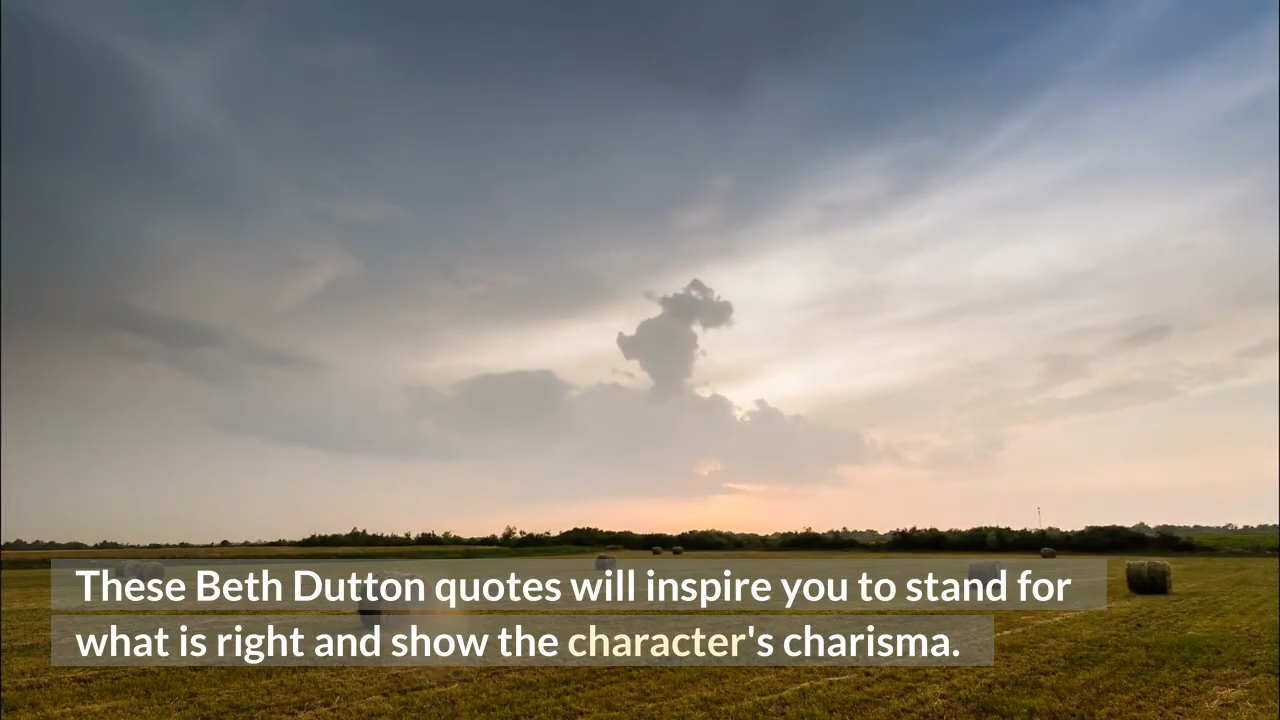 These Beth Dutton quotes will inspire you to stand for
what is right and show the character's charisma.